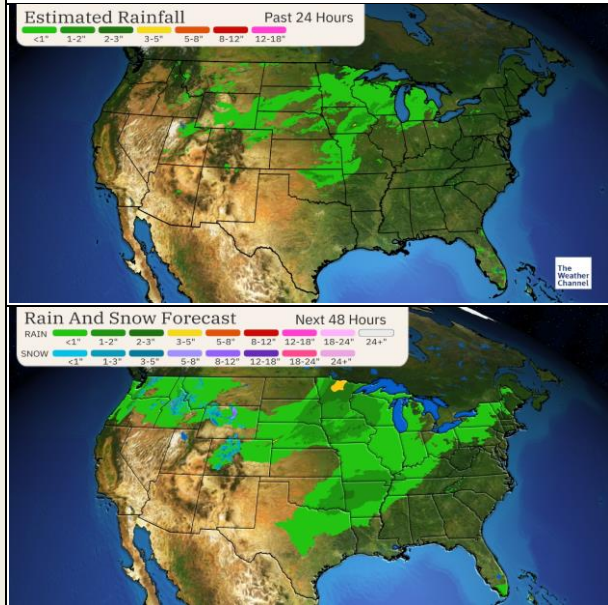 Estimated Rainfall Past 24 Hours
<1" 1-2" 2-3" 3-5" 5-8" 8-12" 12-18"
The
Weather
Channel
Rain And Snow Forecast Next 48 Hours
RAIN
<1" 1-2" 2-3" 3-5" 5-8" 8-12" 12-18" 18-24" 24+"
SNOW
<1" 1-3" 3-5" 5-8" 8-12" 12-18" 18-24" 24+"